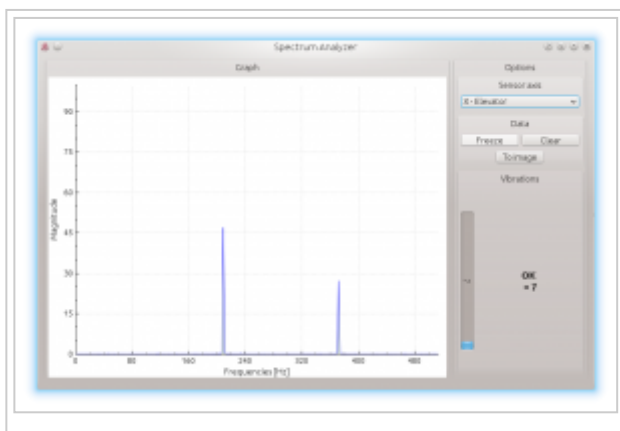 Spectrum Analyzer
Graph
Options
Sensor axis
X - Elevator
Data
Freeze
Clear
To image
Vibrations
OK
= 7
Magnitude
90
75
60
45
30
15
0
0
80
160
240
320
400
480
Frequencies [Hz]